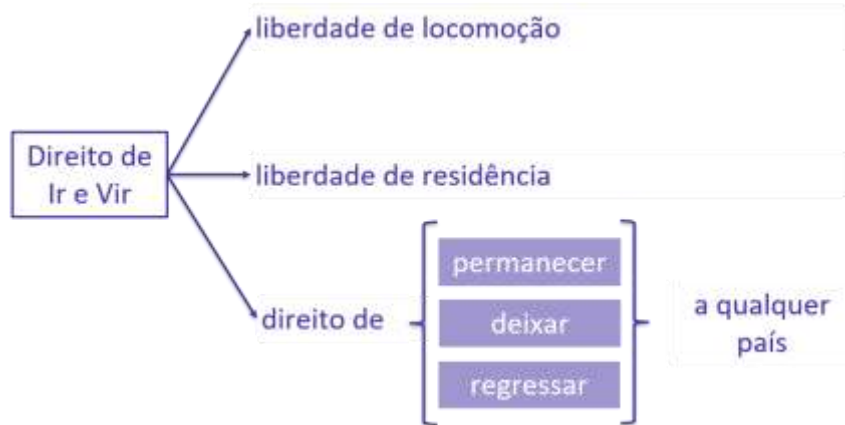 liberdade de locomoção
Direito de
Ir e Vir
liberdade de residência
direito de
permanecer
deixar
regressar
a qualquer
país